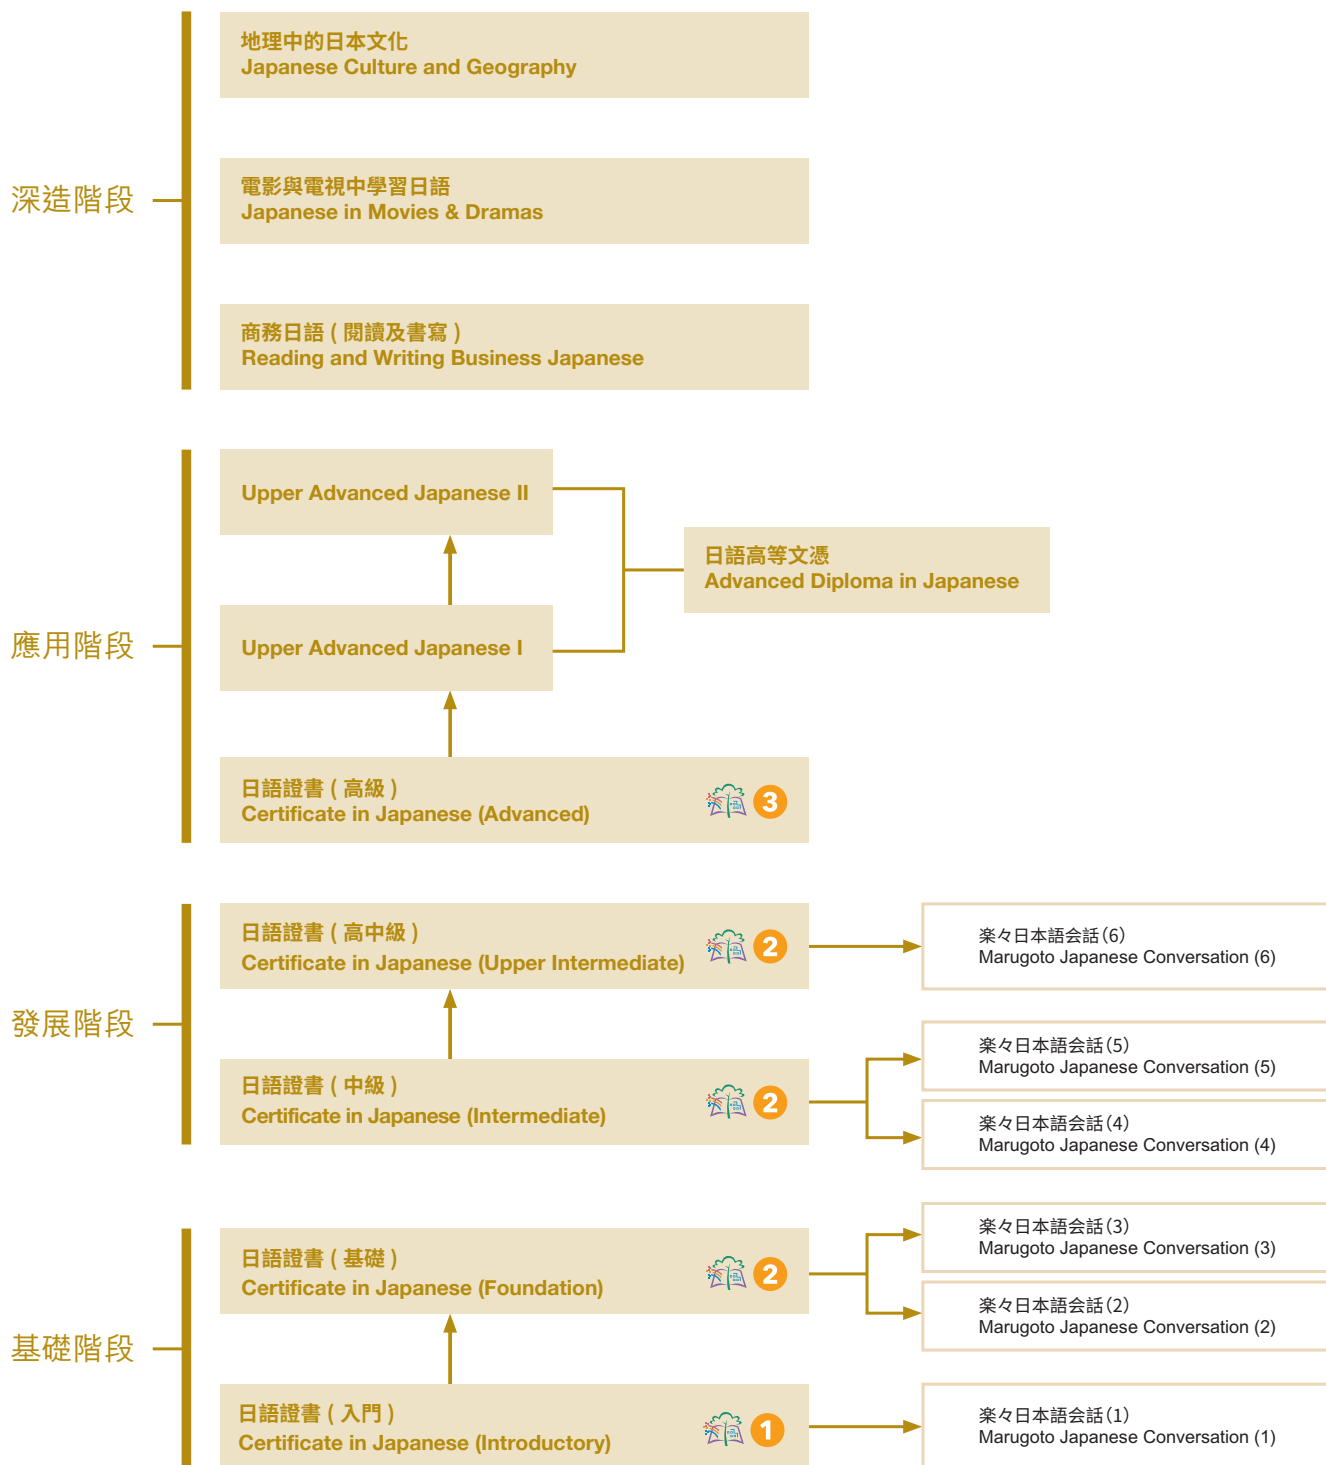 深造階段
地理中的日本文化
Japanese Culture and Geography
電影與電視中學習日語
Japanese in Movies & Dramas
商務日語 ( 閱讀及書寫 )
Reading and Writing Business Japanese
應用階段
Upper Advanced Japanese II
日語高等文憑
Advanced Diploma in Japanese
Upper Advanced Japanese I
日語證書 ( 高級 )
Certificate in Japanese (Advanced)
3
發展階段
日語證書 ( 高中級 )
Certificate in Japanese (Upper Intermediate)
2
楽々日本語会話(6)
Marugoto Japanese Conversation (6)
日語證書 ( 中級 )
Certificate in Japanese (Intermediate)
2
楽々日本語会話(5)
Marugoto Japanese Conversation (5)
楽々日本語会話(4)
Marugoto Japanese Conversation (4)
基礎階段
日語證書 ( 基礎 )
Certificate in Japanese (Foundation)
2
楽々日本語会話(3)
Marugoto Japanese Conversation (3)
楽々日本語会話(2)
Marugoto Japanese Conversation (2)
日語證書 ( 入門 )
Certificate in Japanese (Introductory)
1
楽々日本語会話(1)
Marugoto Japanese Conversation (1)